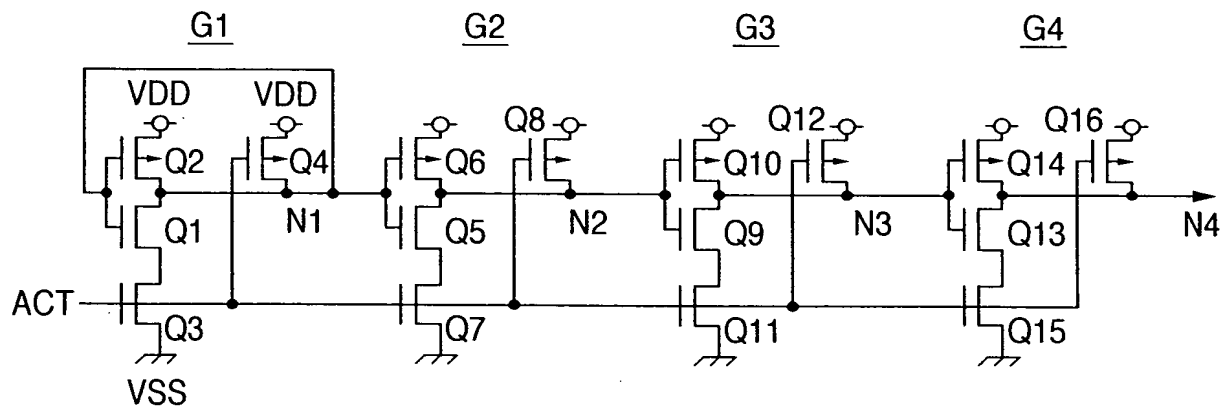 G1 G2 G3 G4
VDD VDD Q8 Q12 Q16
Q2 Q4 Q6 Q10 Q14
Q1 N1 Q5 N2 Q9 N3 Q13 N4
ACT
Q3 Q7 Q11 Q15
VSS